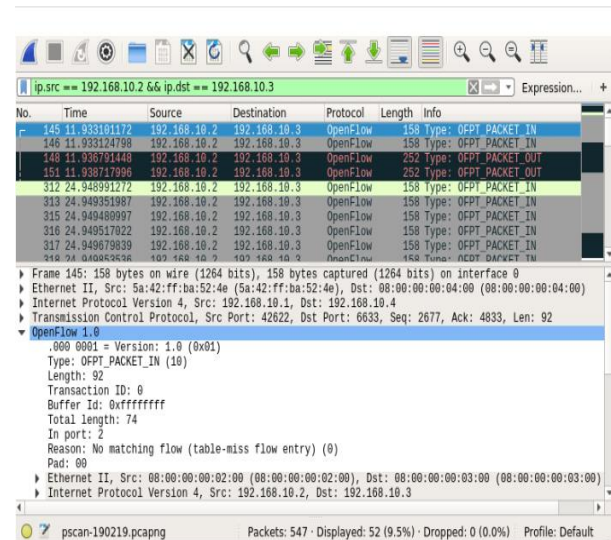 ip.src == 192.168.10.2 && ip.dst == 192.168.10.3 Expression... +
No. Time Source Destination Protocol Length Info
145 11.933101172 192.168.10.2 192.168.10.3 OpenFlow 158 Type: OFPT_PACKET_IN
146 11.933124798 192.168.10.2 192.168.10.3 OpenFlow 158 Type: OFPT_PACKET_IN
148 11.936791448 192.168.10.2 192.168.10.3 OpenFlow 252 Type: OFPT_PACKET_OUT
151 11.938717996 192.168.10.2 192.168.10.3 OpenFlow 252 Type: OFPT_PACKET_OUT
312 24.948991272 192.168.10.2 192.168.10.3 OpenFlow 158 Type: OFPT_PACKET_IN
313 24.949351987 192.168.10.2 192.168.10.3 OpenFlow 158 Type: OFPT_PACKET_IN
315 24.949480997 192.168.10.2 192.168.10.3 OpenFlow 158 Type: OFPT_PACKET_IN
316 24.949517022 192.168.10.2 192.168.10.3 OpenFlow 158 Type: OFPT_PACKET_IN
317 24.949679839 192.168.10.2 192.168.10.3 OpenFlow 158 Type: OFPT_PACKET_IN
318 24.949853536 192.168.10.2 192.168.10.3 OpenFlow 158 Type: OFPT_PACKET_IN
Frame 145: 158 bytes on wire (1264 bits), 158 bytes captured (1264 bits) on interface 0
Ethernet II, Src: 5a:42:ff:ba:52:4e (5a:42:ff:ba:52:4e), Dst: 08:00:00:00:04:00 (08:00:00:00:04:00)
Internet Protocol Version 4, Src: 192.168.10.1, Dst: 192.168.10.4
Transmission Control Protocol, Src Port: 42622, Dst Port: 6633, Seq: 2677, Ack: 4833, Len: 92
OpenFlow 1.0
.000 0001 = Version: 1.0 (0x01)
Type: OFPT_PACKET_IN (10)
Length: 92
Transaction ID: 0
Buffer Id: 0xffffffff
Total length: 74
In port: 2
Reason: No matching flow (table-miss flow entry) (0)
Pad: 00
Ethernet II, Src: 08:00:00:00:02:00 (08:00:00:00:02:00), Dst: 08:00:00:00:03:00 (08:00:00:00:03:00)
Internet Protocol Version 4, Src: 192.168.10.2, Dst: 192.168.10.3
pscan-190219.pcapng Packets: 547 · Displayed: 52 (9.5%) · Dropped: 0 (0.0%) Profile: Default